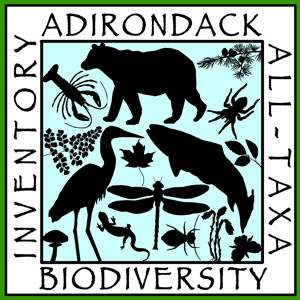 ADIRONDACK
ALL-TAXA
BIODIVERSITY
INVENTORY